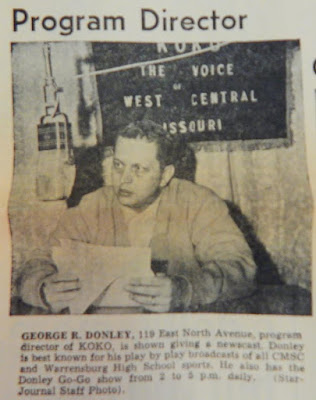 Program Director
KOKO
THE VOICE
OF
WEST CENTRAL
ISSOURI
GEORGE R. DONLEY, 119 East North Avenue, program
director of KOKO, is shown giving a newscast. Donley
is best known for his play by play broadcasts of all CMSC
and Warrensburg High School sports. He also has the
Donley Go-Go show from 2 to 5 p.m. daily. (Star-
Journal Staff Photo).